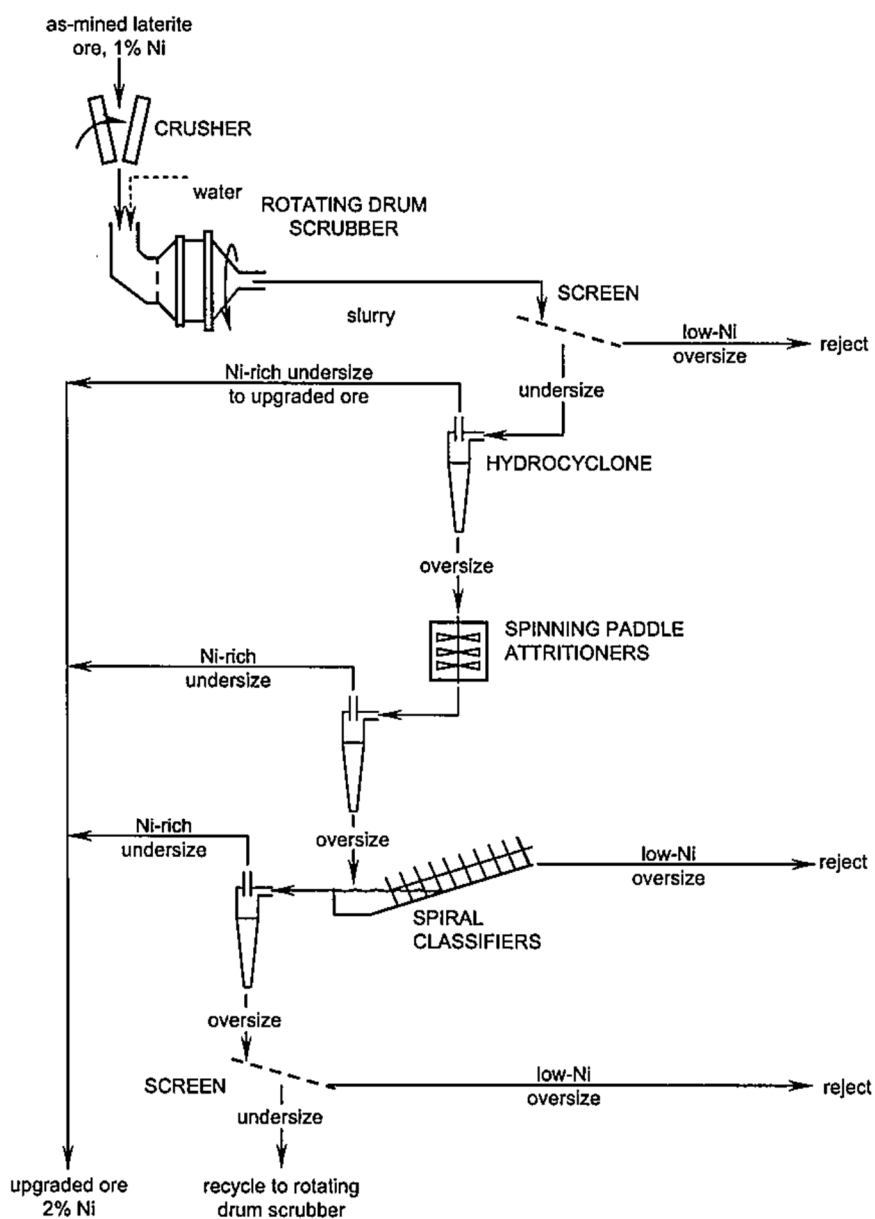 as-mined laterite
ore, 1% Ni
CRUSHER
water
ROTATING DRUM
SCRUBBER
slurry
SCREEN
low-Ni
oversize
reject
undersize
Ni-rich undersize
to upgraded ore
HYDROCYCLONE
oversize
SPINNING PADDLE
ATTRITIONERS
Ni-rich
undersize
oversize
Ni-rich
undersize
low-Ni
oversize
reject
SPIRAL
CLASSIFIERS
oversize
SCREEN
low-Ni
oversize
reject
undersize
upgraded ore
2% Ni
recycle to rotating
drum scrubber